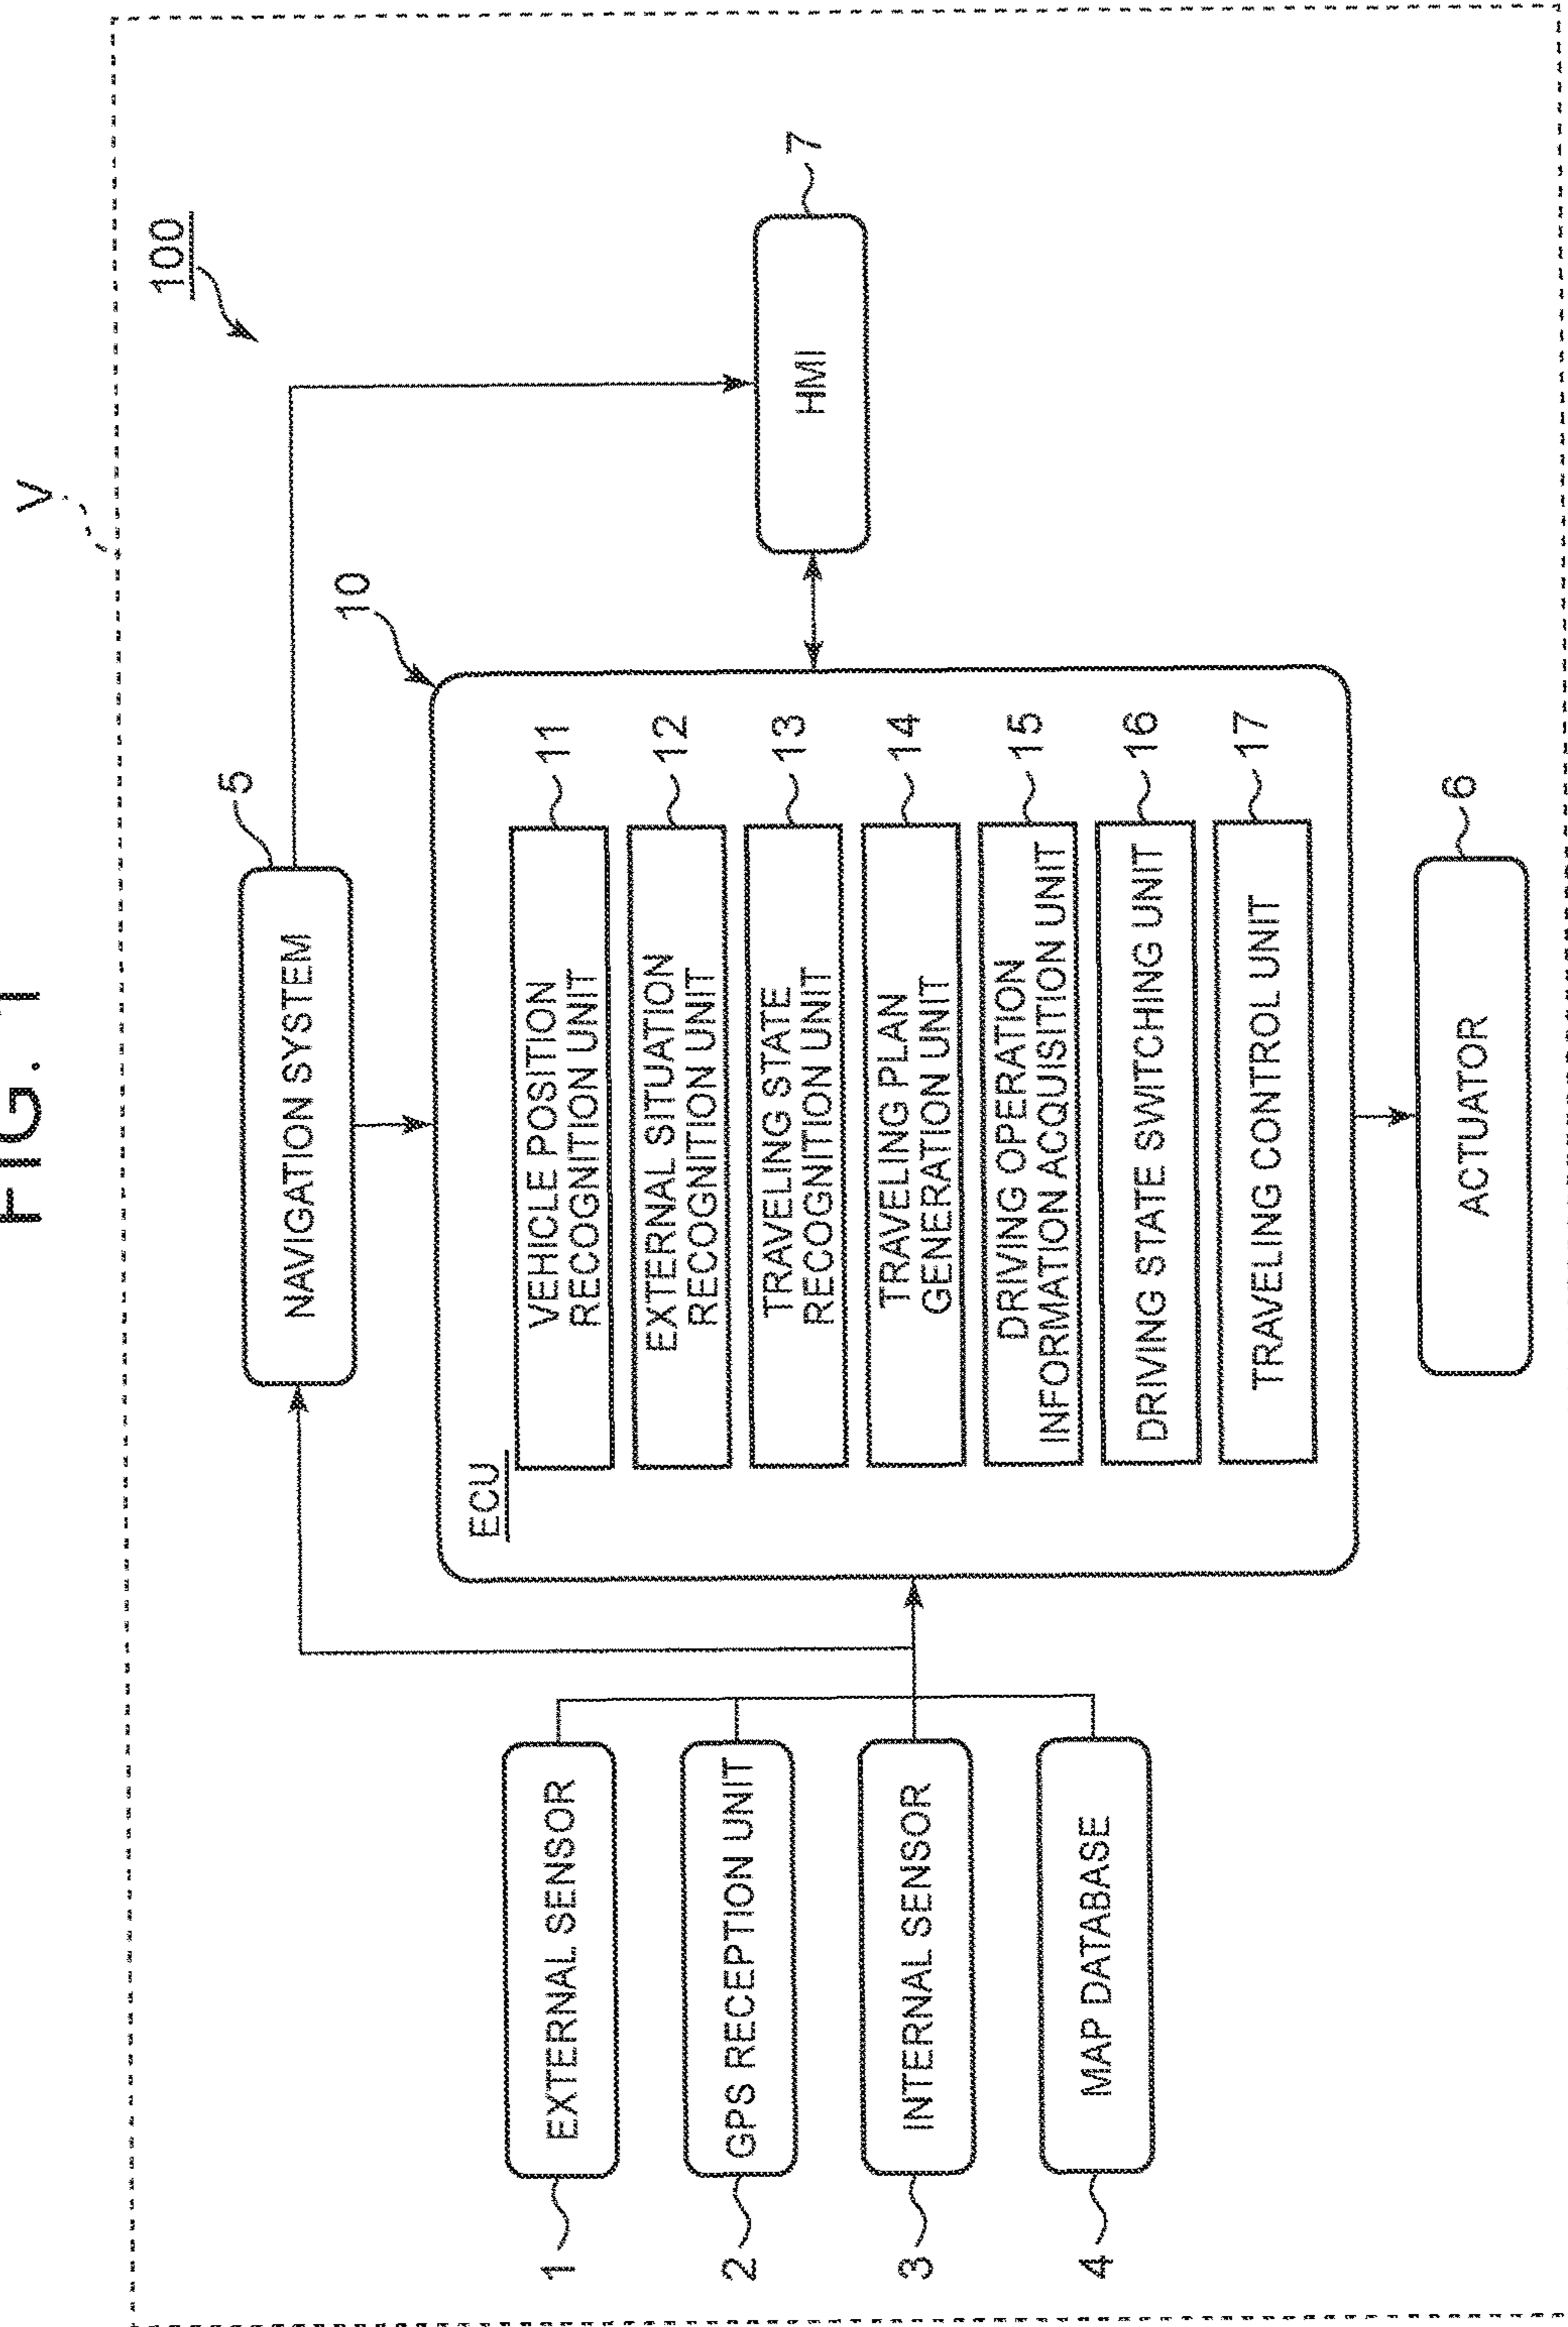 FIG. 1
V
100
5
NAVIGATION SYSTEM
10
ECU
VEHICLE POSITION
RECOGNITION UNIT
11
EXTERNAL SITUATION
RECOGNITION UNIT
12
TRAVELING STATE
RECOGNITION UNIT
13
TRAVELING PLAN
GENERATION UNIT
14
DRIVING OPERATION
INFORMATION ACQUISITION UNIT
15
DRIVING STATE SWITCHING UNIT
16
TRAVELING CONTROL UNIT
17
1
EXTERNAL SENSOR
2
GPS RECEPTION UNIT
3
INTERNAL SENSOR
4
MAP DATABASE
HMI
7
ACTUATOR
6